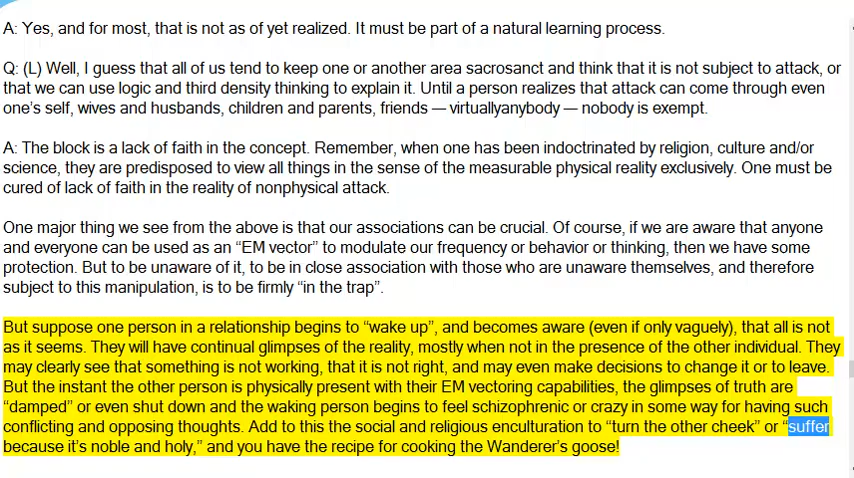 A: Yes, and for most, that is not as of yet realized. It must be part of a natural learning process.
Q: (L) Well, I guess that all of us tend to keep one or another area sacrosanct and think that it is not subject to attack, or
that we can use logic and third density thinking to explain it. Until a person realizes that attack can come through even
one's self, wives and husbands, children and parents, friends — virtuallyanybody — nobody is exempt.
A: The block is a lack of faith in the concept. Remember, when one has been indoctrinated by religion, culture and/or
science, they are predisposed to view all things in the sense of the measurable physical reality exclusively. One must be
cured of lack of faith in the reality of nonphysical attack.
One major thing we see from the above is that our associations can be crucial. Of course, if we are aware that anyone
and everyone can be used as an “EM vector” to modulate our frequency or behavior or thinking, then we have some
protection. But to be unaware of it, to be in close association with those who are unaware themselves, and therefore
subject to this manipulation, is to be firmly “in the trap”.
But suppose one person in a relationship begins to “wake up”, and becomes aware (even if only vaguely), that all is not
as it seems. They will have continual glimpses of the reality, mostly when not in the presence of the other individual. They
may clearly see that something is not working, that it is not right, and may even make decisions to change it or to leave.
But the instant the other person is physically present with their EM vectoring capabilities, the glimpses of truth are
“damped” or even shut down and the waking person begins to feel schizophrenic or crazy in some way for having such
conflicting and opposing thoughts. Add to this the social and religious enculturation to “turn the other cheek” or “suffer
because it's noble and holy,” and you have the recipe for cooking the Wanderer's goose!